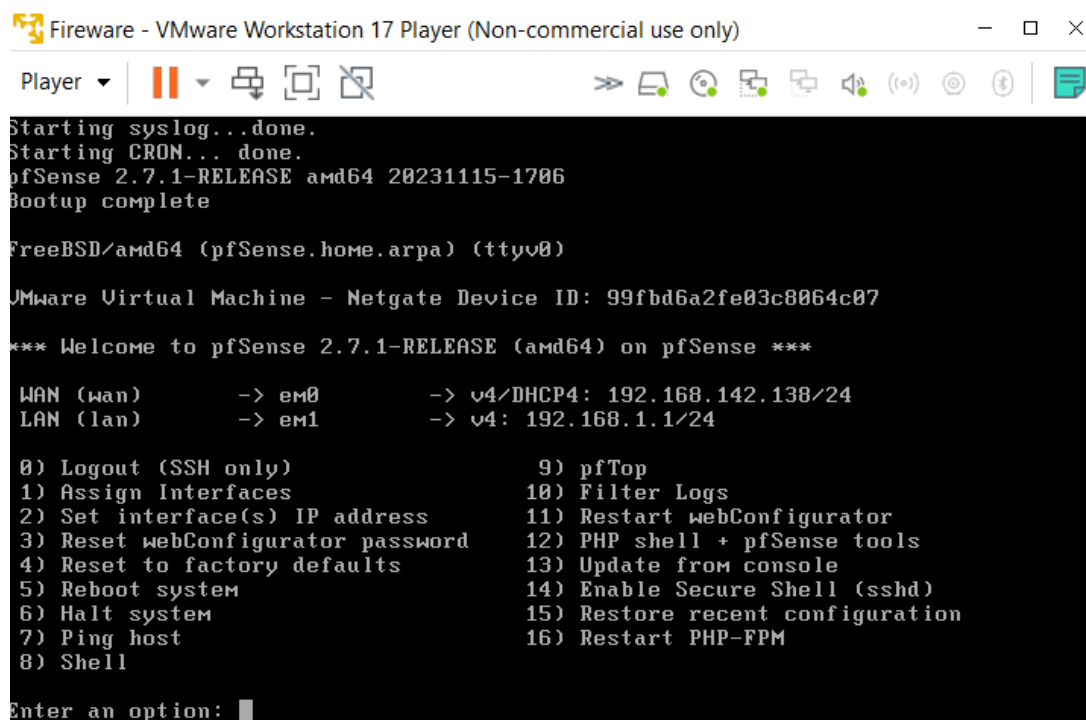 Fireware - VMware Workstation 17 Player (Non-commercial use only)
Player
Starting syslog...done.
Starting CRON... done.
pfSense 2.7.1-RELEASE amd64 20231115-1706
Bootup complete
FreeBSD/amd64 (pfSense.home.arpa) (ttyv0)
VMware Virtual Machine - Netgate Device ID: 99fbd6a2fe03c8064c07
*** Welcome to pfSense 2.7.1-RELEASE (amd64) on pfSense ***
WAN (wan) -> em0 -> v4/DHCP4: 192.168.142.138/24
LAN (lan) -> em1 -> v4: 192.168.1.1/24
0) Logout (SSH only) 9) pfTop
1) Assign Interfaces 10) Filter Logs
2) Set interface(s) IP address 11) Restart webConfigurator
3) Reset webConfigurator password 12) PHP shell + pfSense tools
4) Reset to factory defaults 13) Update from console
5) Reboot system 14) Enable Secure Shell (sshd)
6) Halt system 15) Restore recent configuration
7) Ping host 16) Restart PHP-FPM
8) Shell
Enter an option: